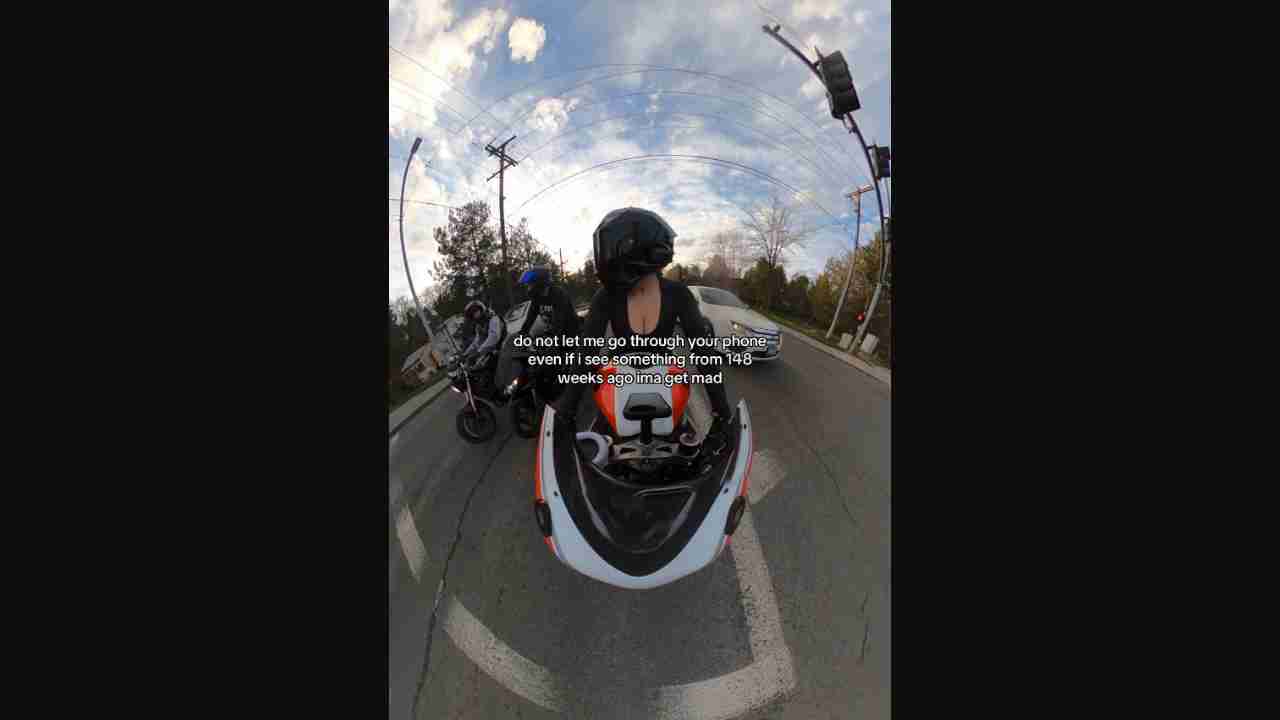 do not let me go through your phone
even if i see something from 148
weeks ago ima get mad